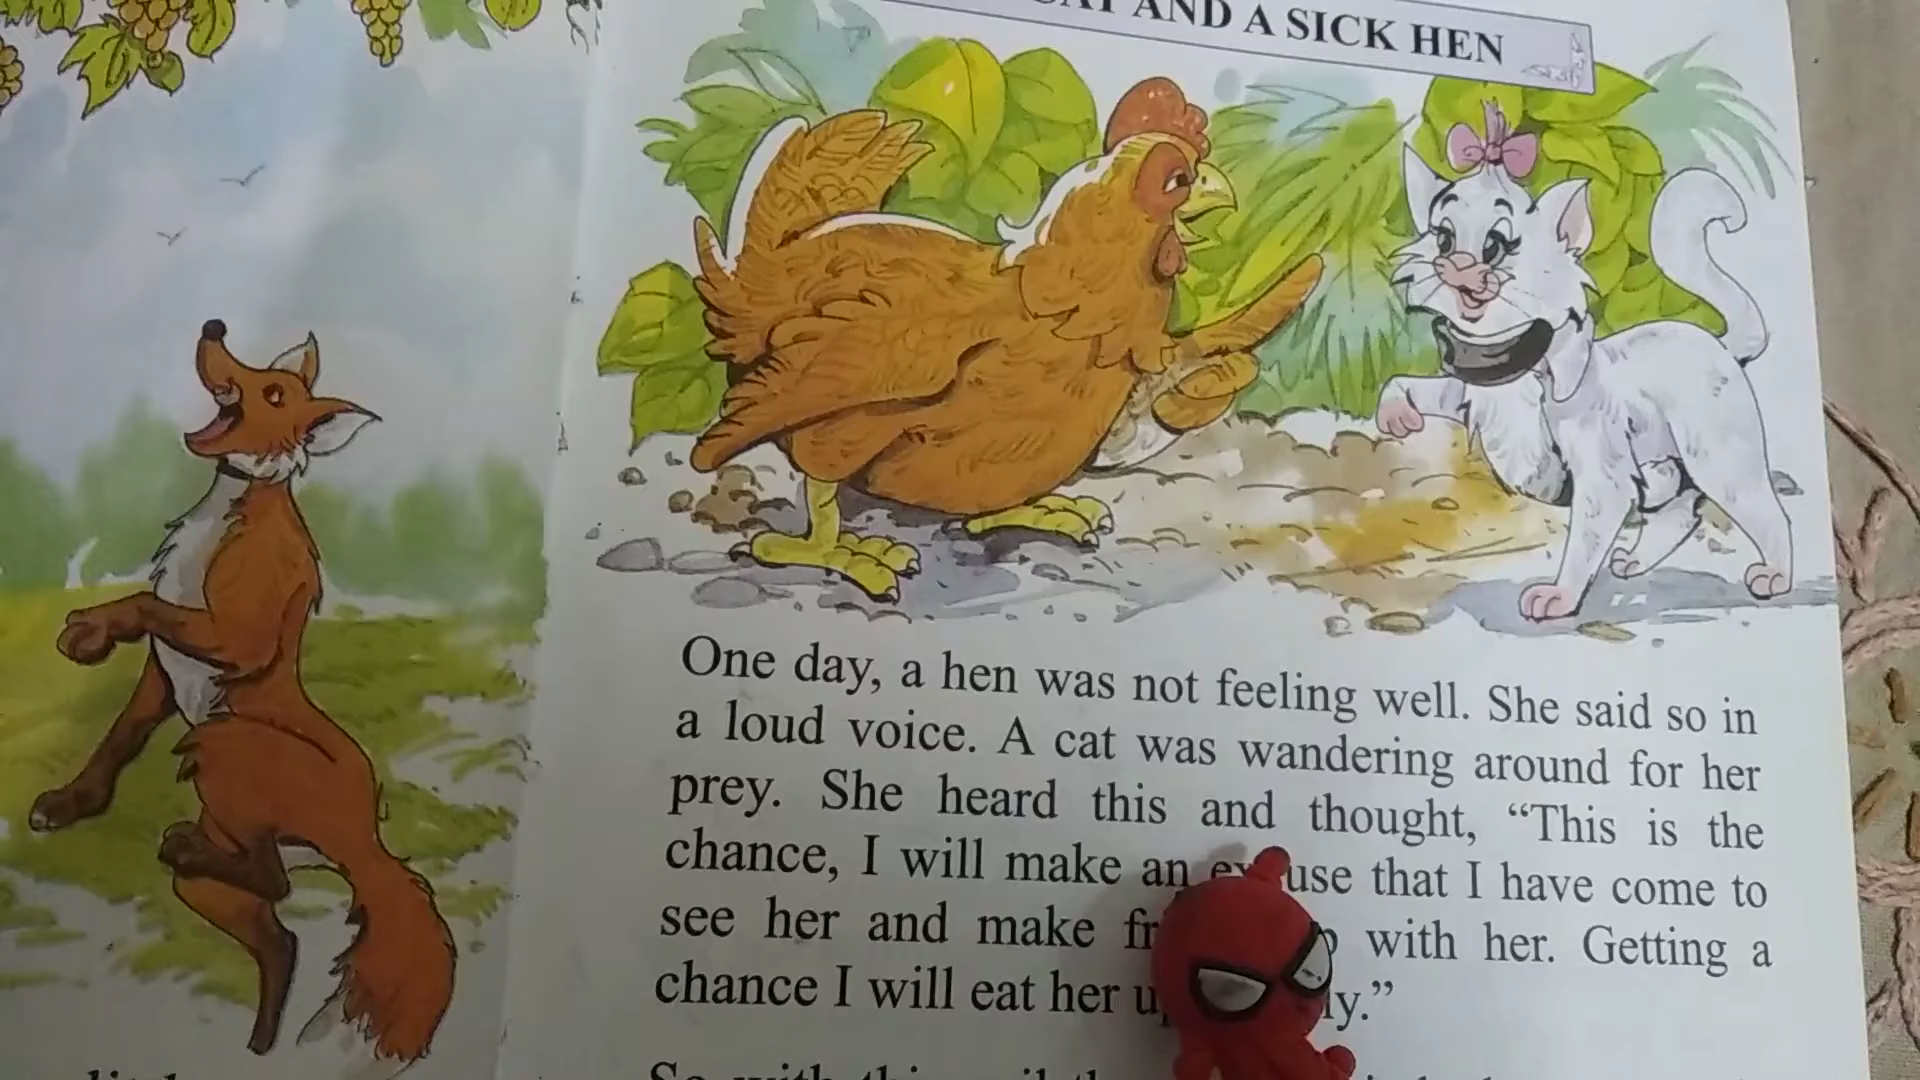 AND A SICK HEN
One day, a hen was not feeling well. She said so in
a loud voice. A cat was wandering around for her
prey. She heard this and thought, “This is the
chance, I will make an that I have come to
see her and make with her. Getting a
chance I will eat her